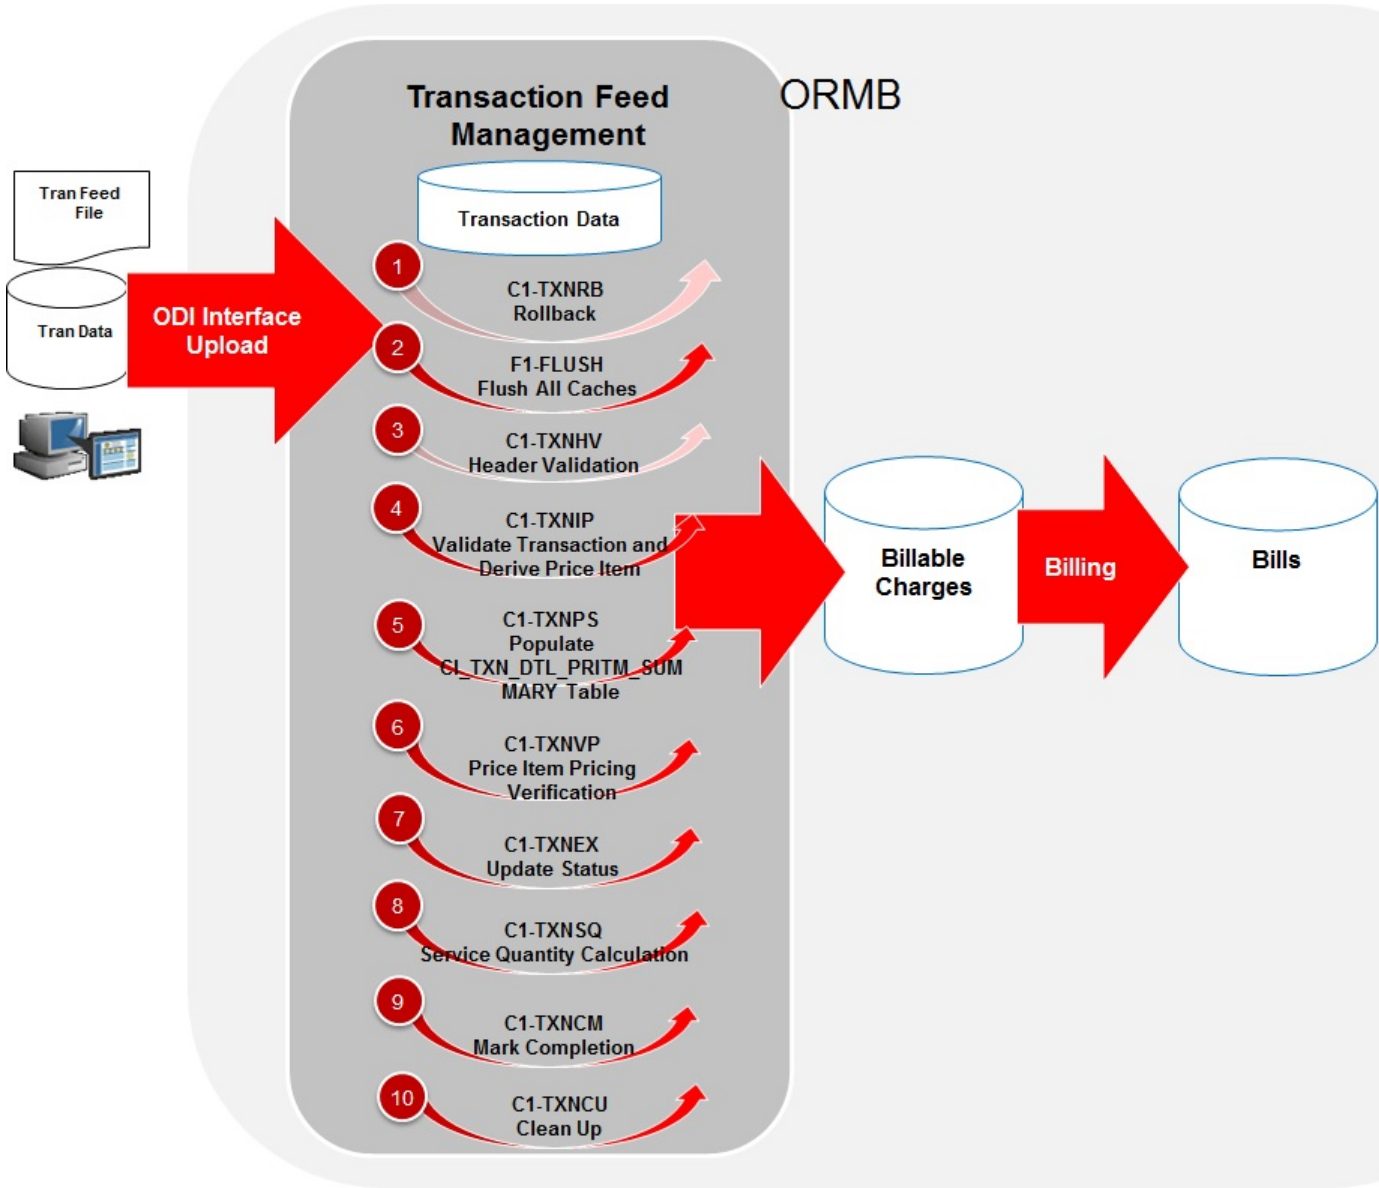 Transaction Feed
Management
ORMB
Tran Feed
File
Transaction Data
Tran Data
ODI Interface
Upload
1
C1-TXNRB
Rollback
2
F1-FLUSH
Flush All Caches
3
C1-TXNHV
Header Validation
4
C1-TXNIP
Validate Transaction and
Derive Price Item
5
C1-TXNPS
Populate
CI_TXN_DTL_PRITM_SUM
MARY Table
6
C1-TXNVP
Price Item Pricing
Verification
7
C1-TXNEX
Update Status
8
C1-TXNSQ
Service Quantity Calculation
9
C1-TXNCM
Mark Completion
10
C1-TXNCU
Clean Up
Billable
Charges
Billing
Bills